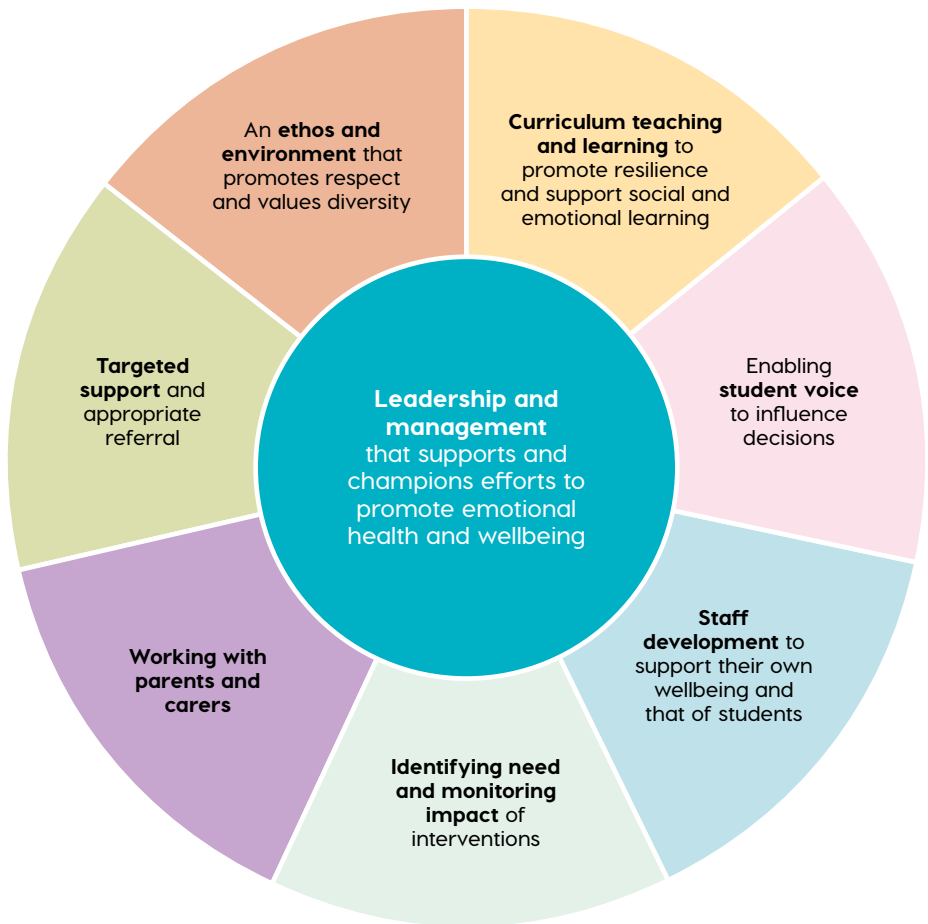 An ethos and
environment that
promotes respect
and values diversity
Curriculum teaching
and learning to
promote resilience
and support social and
emotional learning
Enabling
student voice
to influence
decisions
Staff
development to
support their own
wellbeing and
that of students
Identifying need
and monitoring
impact of
interventions
Working with
parents and
carers
Targeted
support and
appropriate
referral
Leadership and
management
that supports and
champions efforts to
promote emotional
health and wellbeing